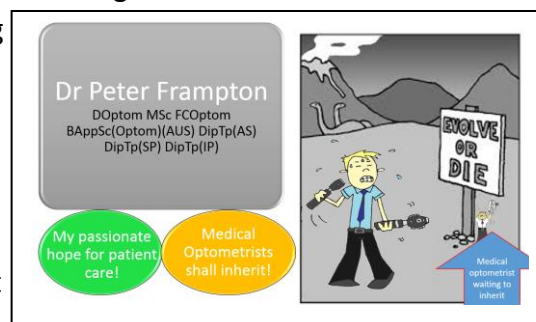 g
Dr Peter Frampton
DOptom MSc FCOptom
BAppSc(Optom)(AUS) DipTp(AS)
DipTp(SP) DipTp(IP)
My passionate
hope for patient
care!
Medical
Optometrists
shall inherit!
EVOLVE
OR
DIE
Medical
optometrist
waiting to
inherit
t